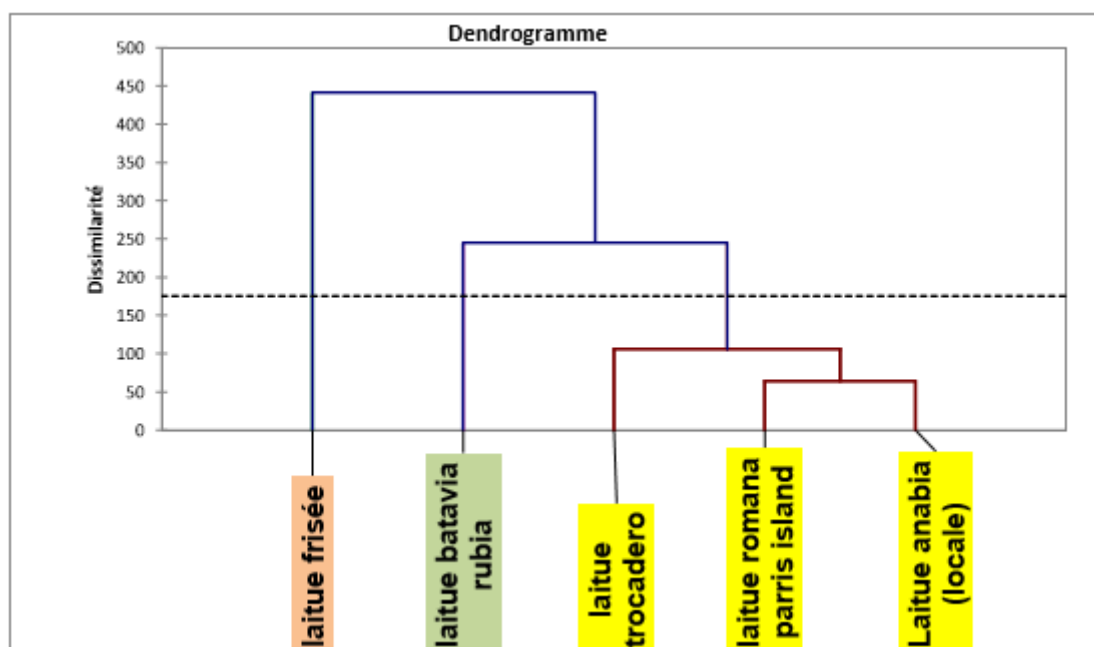 Dendrogramme
500
450
400
350
300
250
200
150
100
50
0
Dissimilarité
laitue frisée
laitue batavia
rubia
laitue
trocadero
laitue romana
parris island
Laitue anabia
(locale)